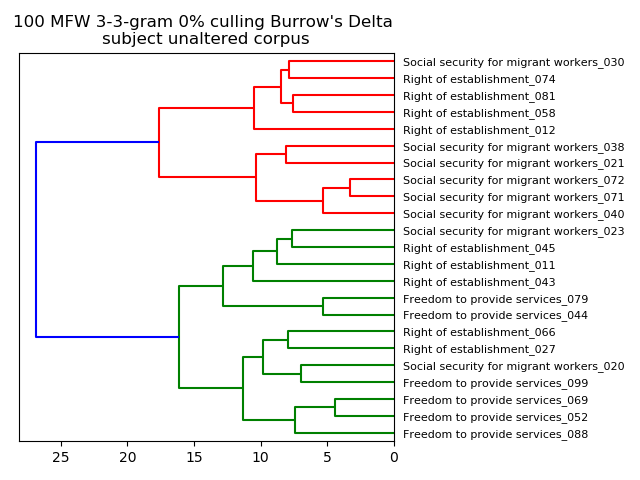 100 MFW 3-3-gram 0% culling Burrow's Delta
subject unaltered corpus
Social security for migrant workers_030
Right of establishment_074
Right of establishment_081
Right of establishment_058
Right of establishment_012
Social security for migrant workers_038
Social security for migrant workers_021
Social security for migrant workers_072
Social security for migrant workers_071
Social security for migrant workers_040
Social security for migrant workers_023
Right of establishment_045
Right of establishment_011
Right of establishment_043
Freedom to provide services_079
Freedom to provide services_044
Right of establishment_066
Right of establishment_027
Social security for migrant workers_020
Freedom to provide services_099
Freedom to provide services_069
Freedom to provide services_052
Freedom to provide services_088
25 20 15 10 5 0